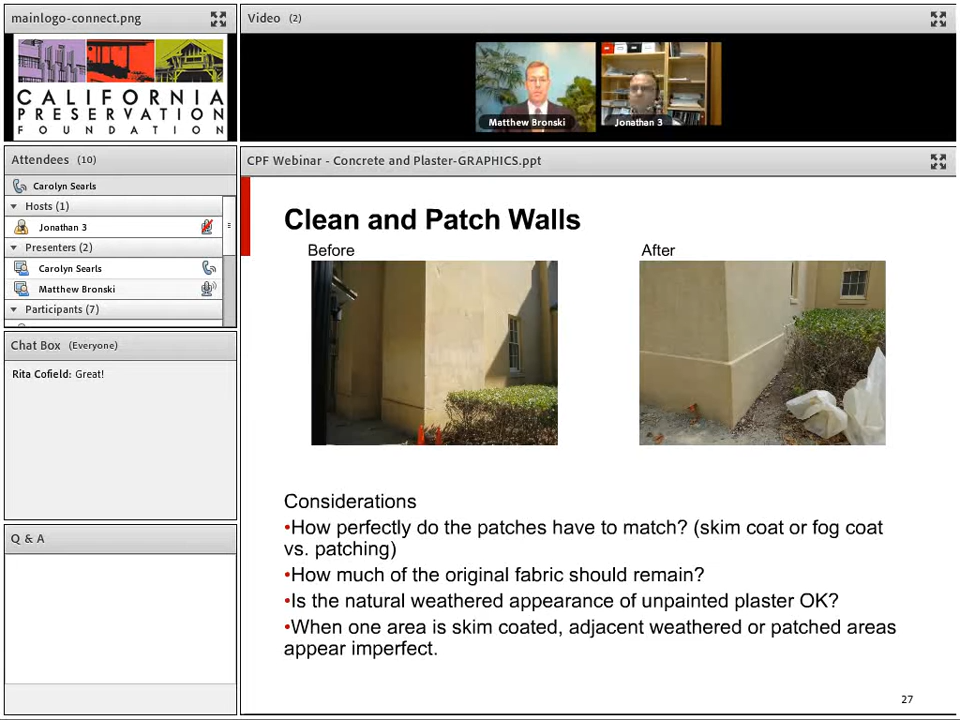 mainlogo-connect.png
CALIFORNIA
PRESERVATION
FOUNDATION
Video (2)
Matthew Bronski
Jonathan 3
Attendees (10)
Carolyn Searls
Hosts (1)
Jonathan 3
Presenters (2)
Carolyn Searls
Matthew Bronski
Participants (7)
Chat Box (Everyone)
Rita Cofield: Great!
Q & A
CPF Webinar - Concrete and Plaster-GRAPHICS.ppt
Clean and Patch Walls
Before
After
Considerations
•How perfectly do the patches have to match? (skim coat or fog coat
vs. patching)
•How much of the original fabric should remain?
•Is the natural weathered appearance of unpainted plaster OK?
•When one area is skim coated, adjacent weathered or patched areas
appear imperfect.
27